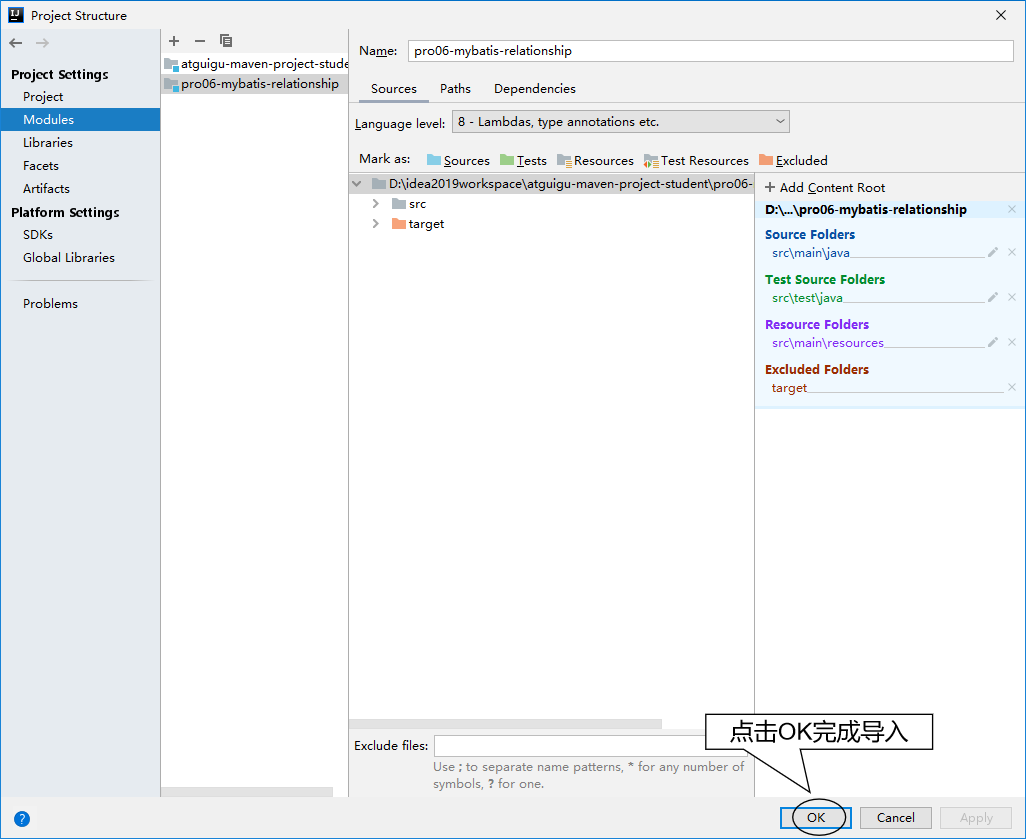 Project Structure
Project Settings
Project
Modules
Libraries
Facets
Artifacts
Platform Settings
SDKs
Global Libraries
Problems
atguigu-maven-project-stude
pro06-mybatis-relationship
Name: pro06-mybatis-relationship
Sources Paths Dependencies
Language level: 8 - Lambdas, type annotations etc.
Mark as: Sources Tests Resources Test Resources Excluded
D:\idea2019workspace\atguigu-maven-project-student\pro06-
src
target
+ Add Content Root
D:\...\pro06-mybatis-relationship
Source Folders
src\main\java
Test Source Folders
src\test\java
Resource Folders
src\main\resources
Excluded Folders
target
Exclude files:
Use ; to separate name patterns, * for any number of
symbols, ? for one.
点击OK完成导入
OK Cancel Apply